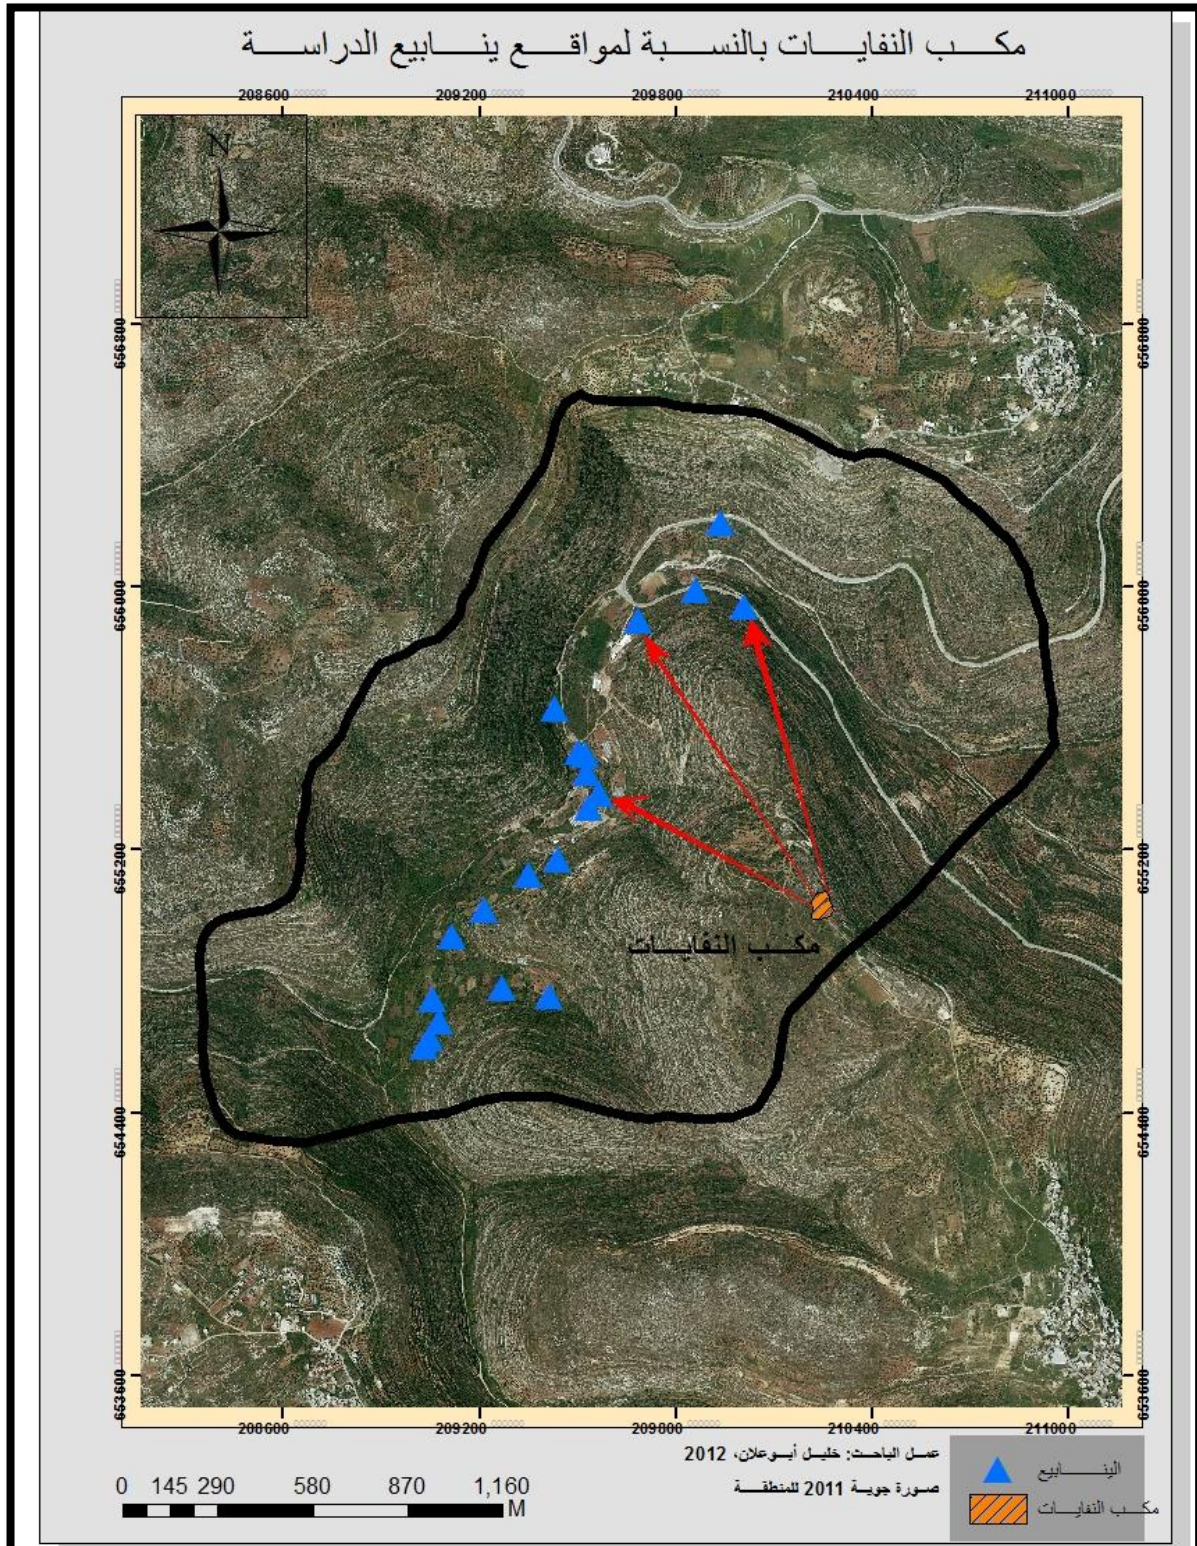 مكب النفايات بالنسبة لمواقع ينابيع الدراسة
208600 209200 209800 210400 211000
N
656800 656800
656000 656000
655200 655200
مكب النفايات
654400 654400
653600 653600
208600 209200 209800 210400 211000
عمل الباحث: خليل أبوعلان، 2012
صورة جوية 2011 للمنطقة
الينابيع
مكب النفايات
0 145 290 580 870 1,160
M